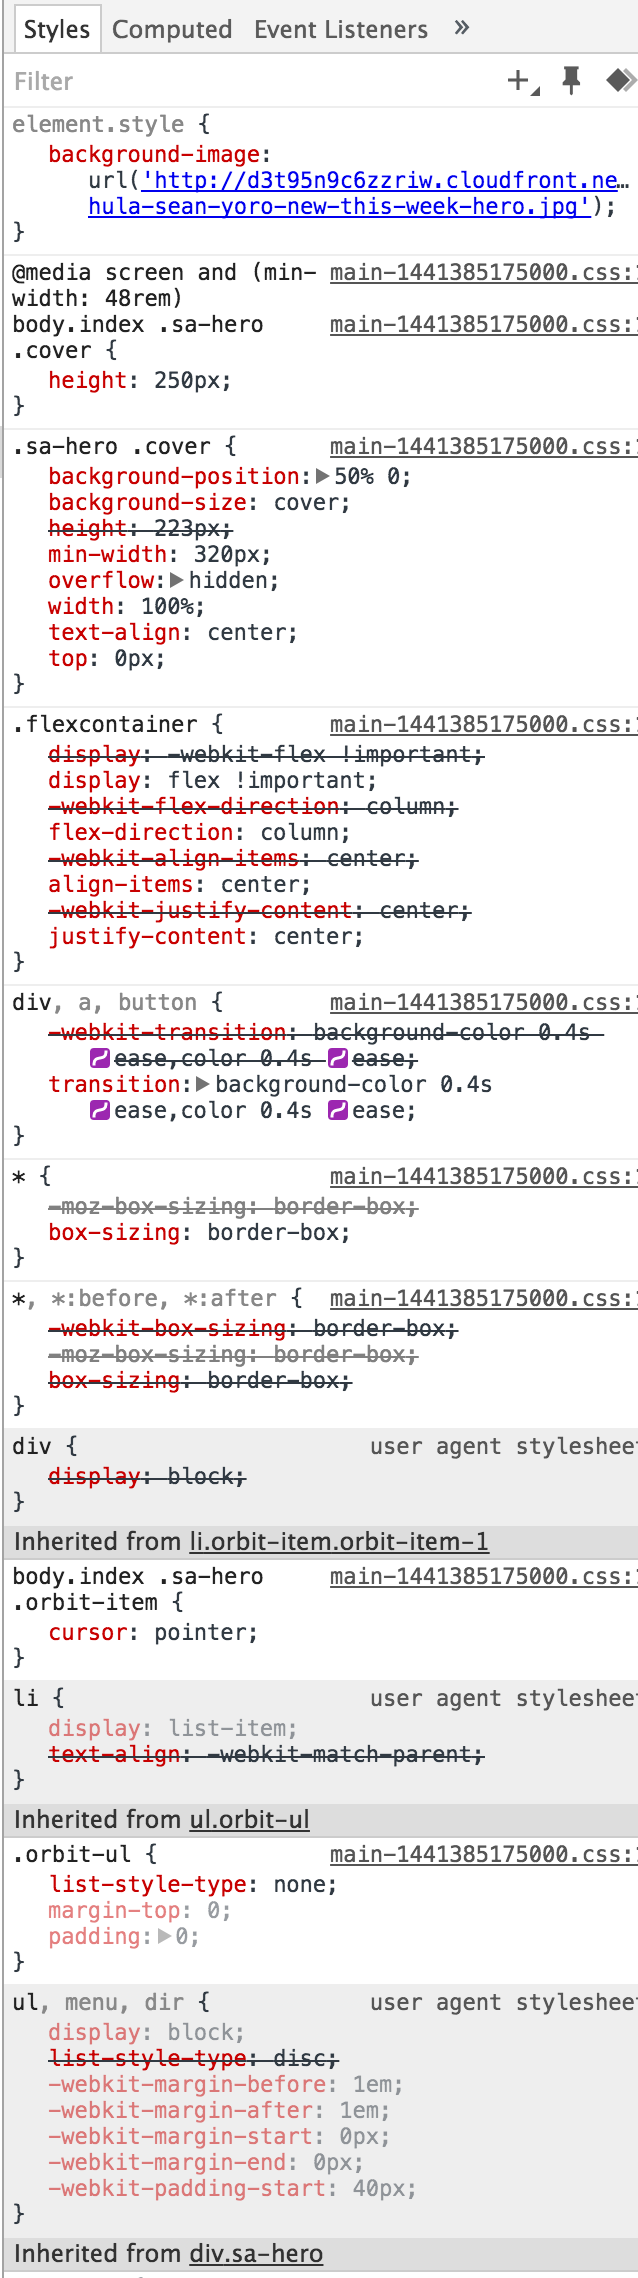 Styles Computed Event Listeners »
Filter
element.style {
background-image:
url('http://d3t95n9c6zzriw.cloudfront.ne…
hula-sean-yoro-new-this-week-hero.jpg');
}
@media screen and (min- main-1441385175000.css:1
width: 48rem)
body.index .sa-hero main-1441385175000.css:1
.cover {
height: 250px;
}
.sa-hero .cover { main-1441385175000.css:1
background-position: 50% 0;
background-size: cover;
height: 223px;
min-width: 320px;
overflow: hidden;
width: 100%;
text-align: center;
top: 0px;
}
.flexcontainer { main-1441385175000.css:1
display: -webkit-flex !important;
display: flex !important;
-webkit-flex-direction: column;
flex-direction: column;
-webkit-align-items: center;
align-items: center;
-webkit-justify-content: center;
justify-content: center;
}
div, a, button { main-1441385175000.css:1
-webkit-transition: background-color 0.4s
ease,color 0.4s ease;
transition: background-color 0.4s
ease,color 0.4s ease;
}
* { main-1441385175000.css:1
-moz-box-sizing: border-box;
box-sizing: border-box;
}
*, *:before, *:after { main-1441385175000.css:1
-webkit-box-sizing: border-box;
-moz-box-sizing: border-box;
box-sizing: border-box;
}
div { user agent stylesheet
display: block;
}
Inherited from li.orbit-item.orbit-item-1
body.index .sa-hero main-1441385175000.css:1
.orbit-item {
cursor: pointer;
}
li { user agent stylesheet
display: list-item;
text-align: -webkit-match-parent;
}
Inherited from ul.orbit-ul
.orbit-ul { main-1441385175000.css:1
list-style-type: none;
margin-top: 0;
padding: 0;
}
ul, menu, dir { user agent stylesheet
display: block;
list-style-type: disc;
-webkit-margin-before: 1em;
-webkit-margin-after: 1em;
-webkit-margin-start: 0px;
-webkit-margin-end: 0px;
-webkit-padding-start: 40px;
}
Inherited from div.sa-hero